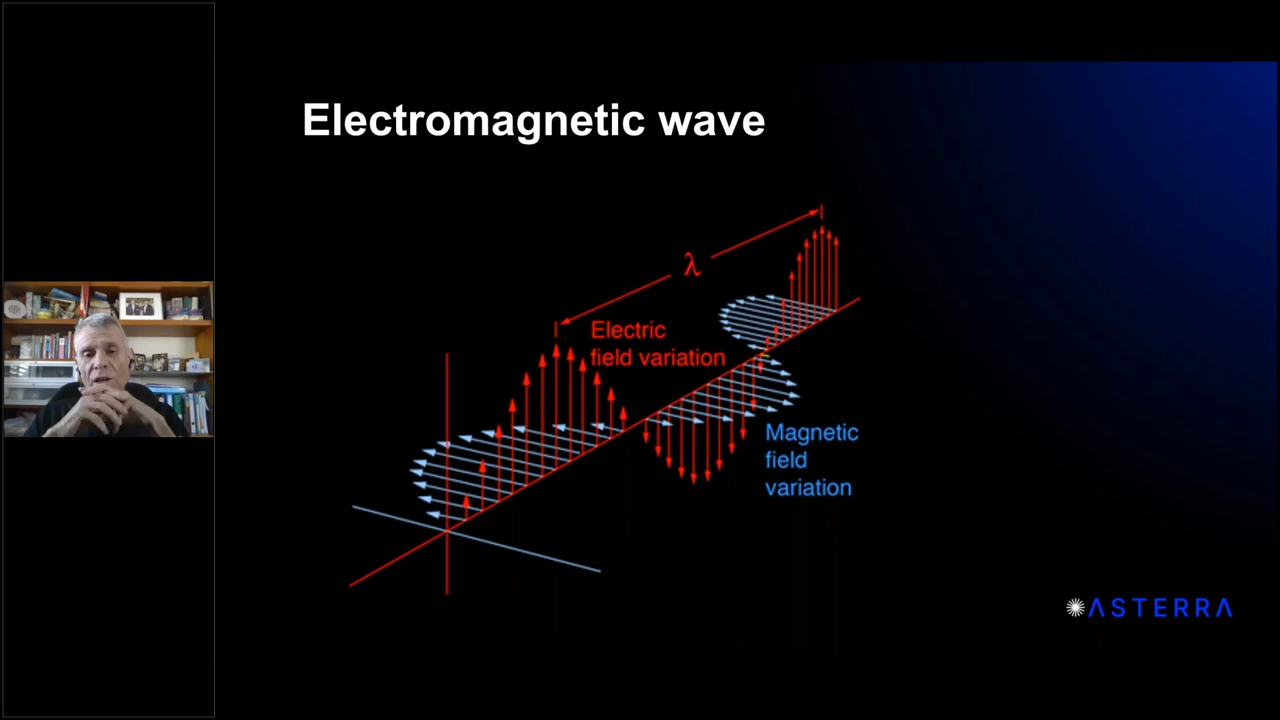 Electromagnetic wave
λ
Electric
field variation
Magnetic
field
variation
ASTERRA